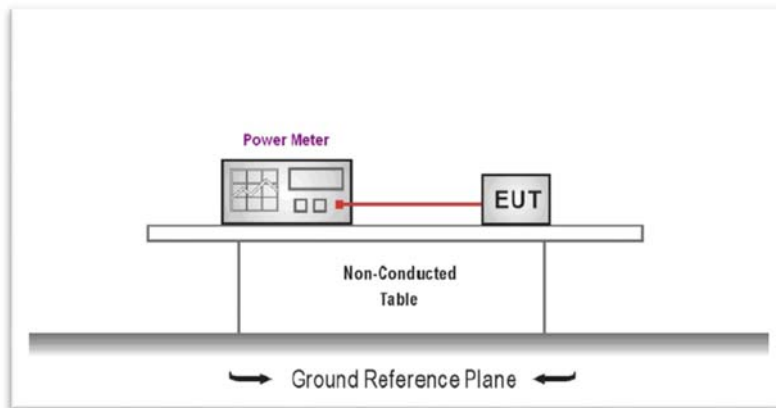 Power Meter
EUT
Non-Conducted
Table
Ground Reference Plane